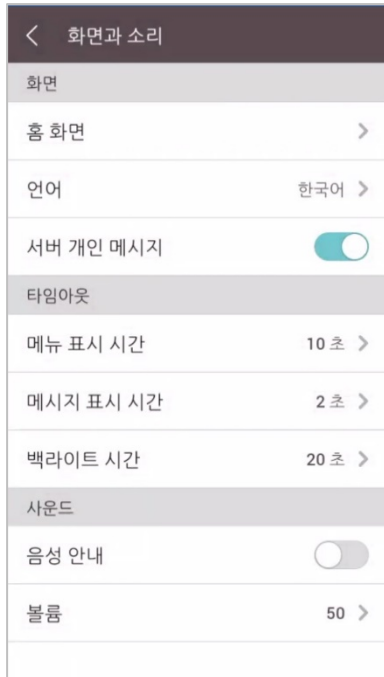 화면과 소리
화면
홈 화면
언어 한국어
서버 개인 메시지
타임아웃
메뉴 표시 시간 10 초
메시지 표시 시간 2 초
백라이트 시간 20 초
사운드
음성 안내
볼륨 50